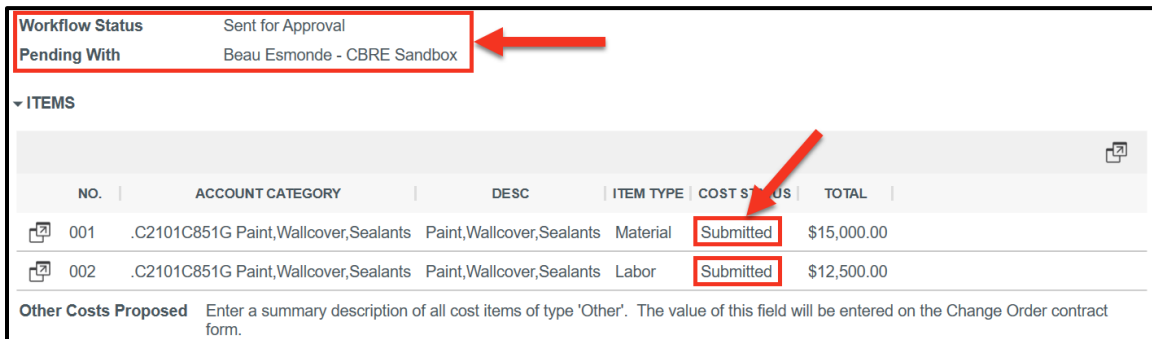 Workflow Status Sent for Approval
Pending With Beau Esmonde - CBRE Sandbox
ITEMS
NO. ACCOUNT CATEGORY DESC ITEM TYPE COST STATUS TOTAL
001 .C2101C851G Paint,Wallcover,Sealants Paint,Wallcover,Sealants Material Submitted $15,000.00
002 .C2101C851G Paint,Wallcover,Sealants Paint,Wallcover,Sealants Labor Submitted $12,500.00
Other Costs Proposed Enter a summary description of all cost items of type 'Other'. The value of this field will be entered on the Change Order contract
form.